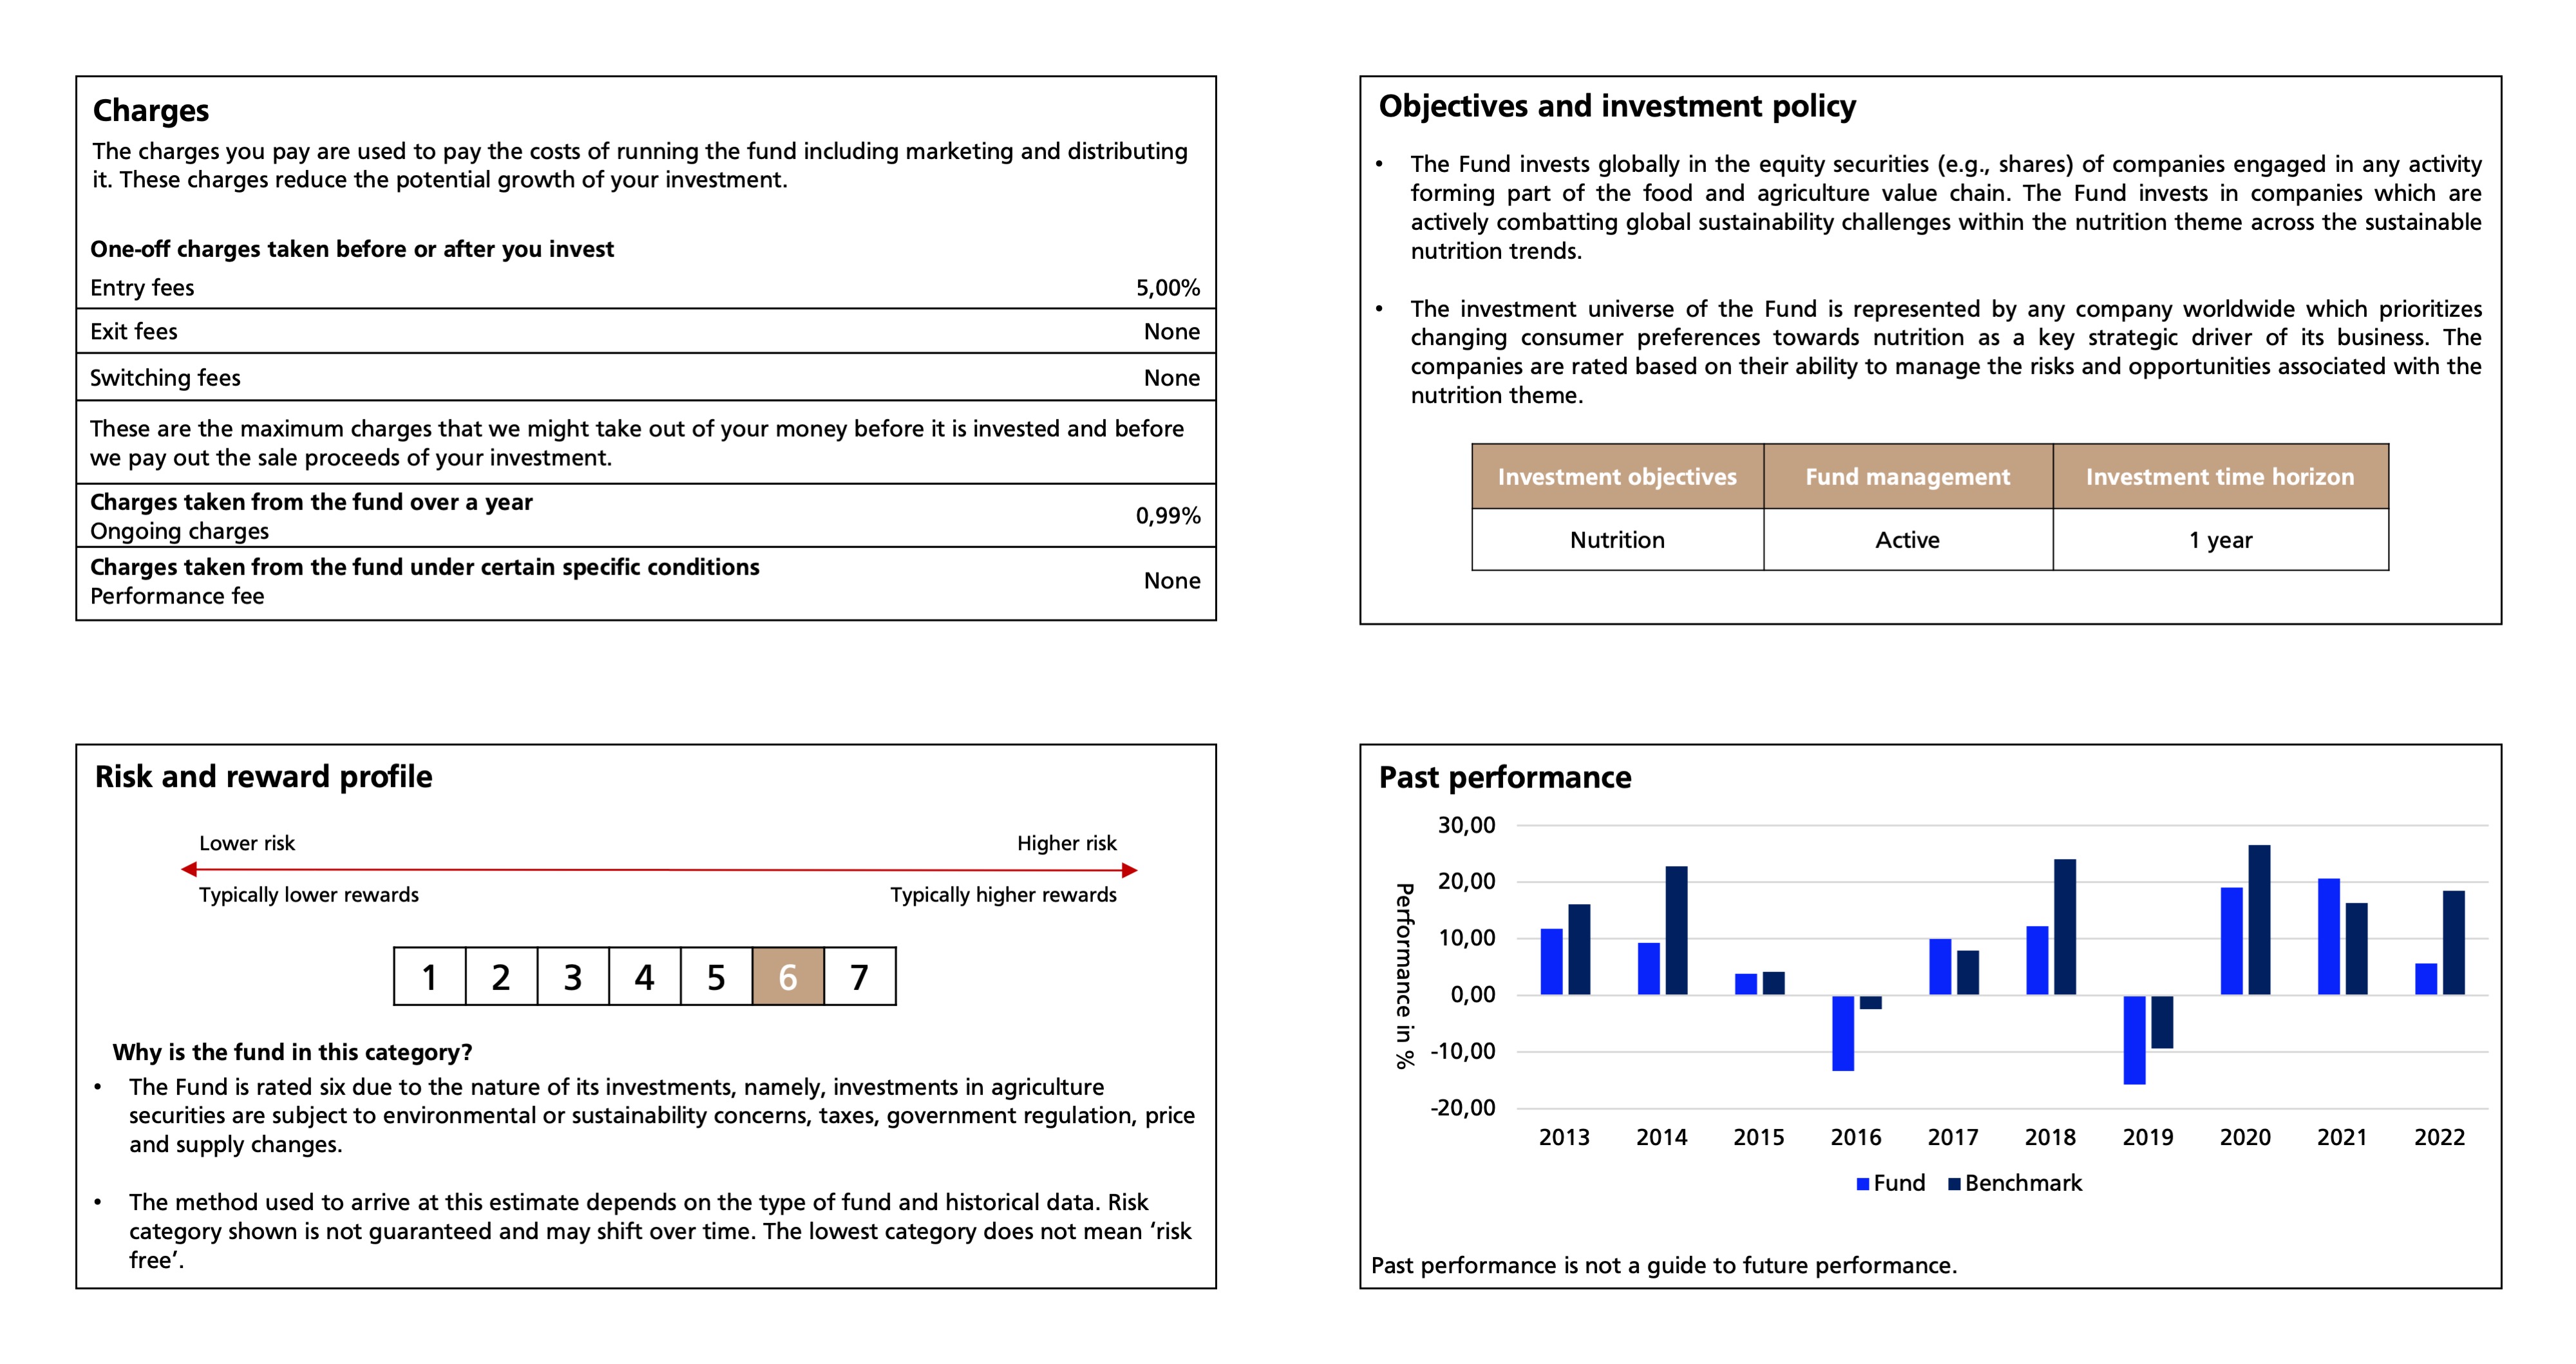 Charges
The charges you pay are used to pay the costs of running the fund including marketing and distributing
it. These charges reduce the potential growth of your investment.
One-off charges taken before or after you invest
Entry fees 5,00%
Exit fees None
Switching fees None
These are the maximum charges that we might take out of your money before it is invested and before
we pay out the sale proceeds of your investment.
Charges taken from the fund over a year
Ongoing charges 0,99%
Charges taken from the fund under certain specific conditions
Performance fee None
Objectives and investment policy
• The Fund invests globally in the equity securities (e.g., shares) of companies engaged in any activity
forming part of the food and agriculture value chain. The Fund invests in companies which are
actively combatting global sustainability challenges within the nutrition theme across the sustainable
nutrition trends.
• The investment universe of the Fund is represented by any company worldwide which prioritizes
changing consumer preferences towards nutrition as a key strategic driver of its business. The
companies are rated based on their ability to manage the risks and opportunities associated with the
nutrition theme.
Investment objectives Fund management Investment time horizon
Nutrition Active 1 year
Risk and reward profile
Lower risk Higher risk
Typically lower rewards Typically higher rewards
1 2 3 4 5 6 7
Why is the fund in this category?
• The Fund is rated six due to the nature of its investments, namely, investments in agriculture
securities are subject to environmental or sustainability concerns, taxes, government regulation, price
and supply changes.
• The method used to arrive at this estimate depends on the type of fund and historical data. Risk
category shown is not guaranteed and may shift over time. The lowest category does not mean ‘risk
free’.
Past performance
Performance in %
30,00
20,00
10,00
0,00
-10,00
-20,00
2013 2014 2015 2016 2017 2018 2019 2020 2021 2022
Fund Benchmark
Past performance is not a guide to future performance.